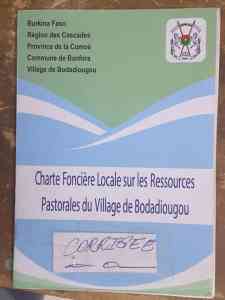 Burkina Faso
Région des Cascades
Province de la Comoé
Commune de Banfora
Village de Bodadiougou
Charte Foncière Locale sur les Ressources
Pastorales du Village de Bodadiougou
CORRIGEE